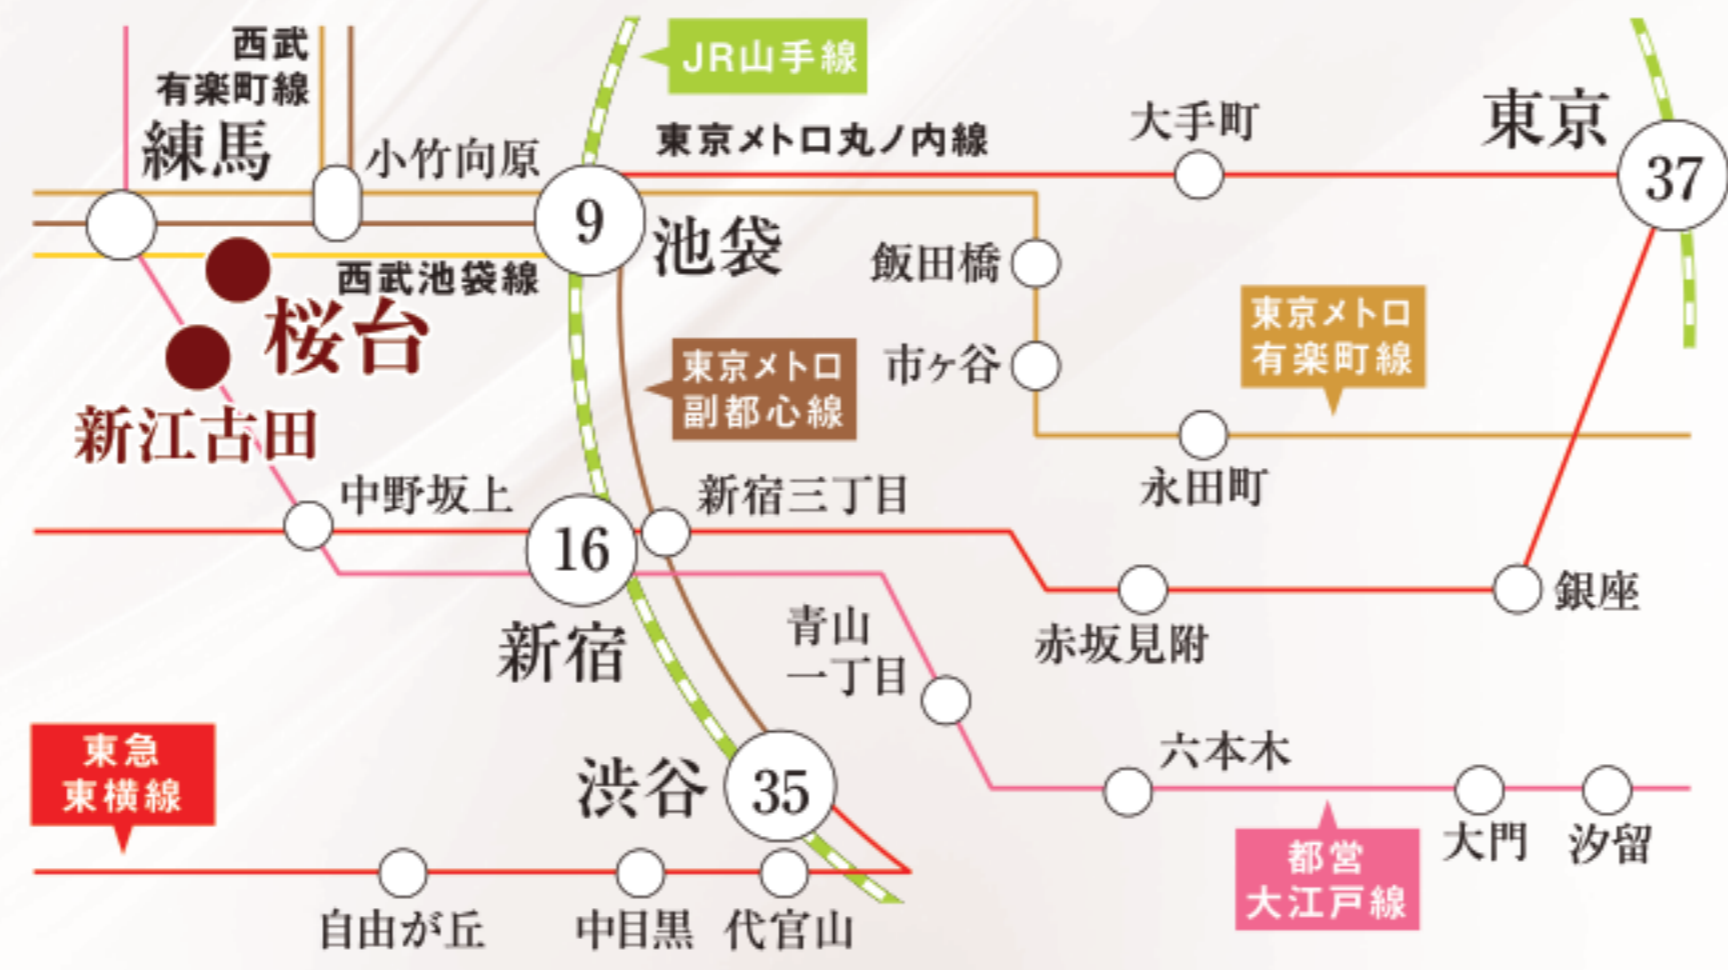 西武
有楽町線
JR山手線
練馬
小竹向原
東京メトロ丸ノ内線
大手町
東京
37
9
池袋
西武池袋線
飯田橋
桜台
東京メトロ
有楽町線
東京メトロ
副都心線
市ヶ谷
新江古田
永田町
中野坂上
新宿三丁目
16
新宿
銀座
赤坂見附
青山
一丁目
東急
東横線
渋谷
35
六本木
大門
汐留
都営
大江戸線
自由が丘
中目黒
代官山